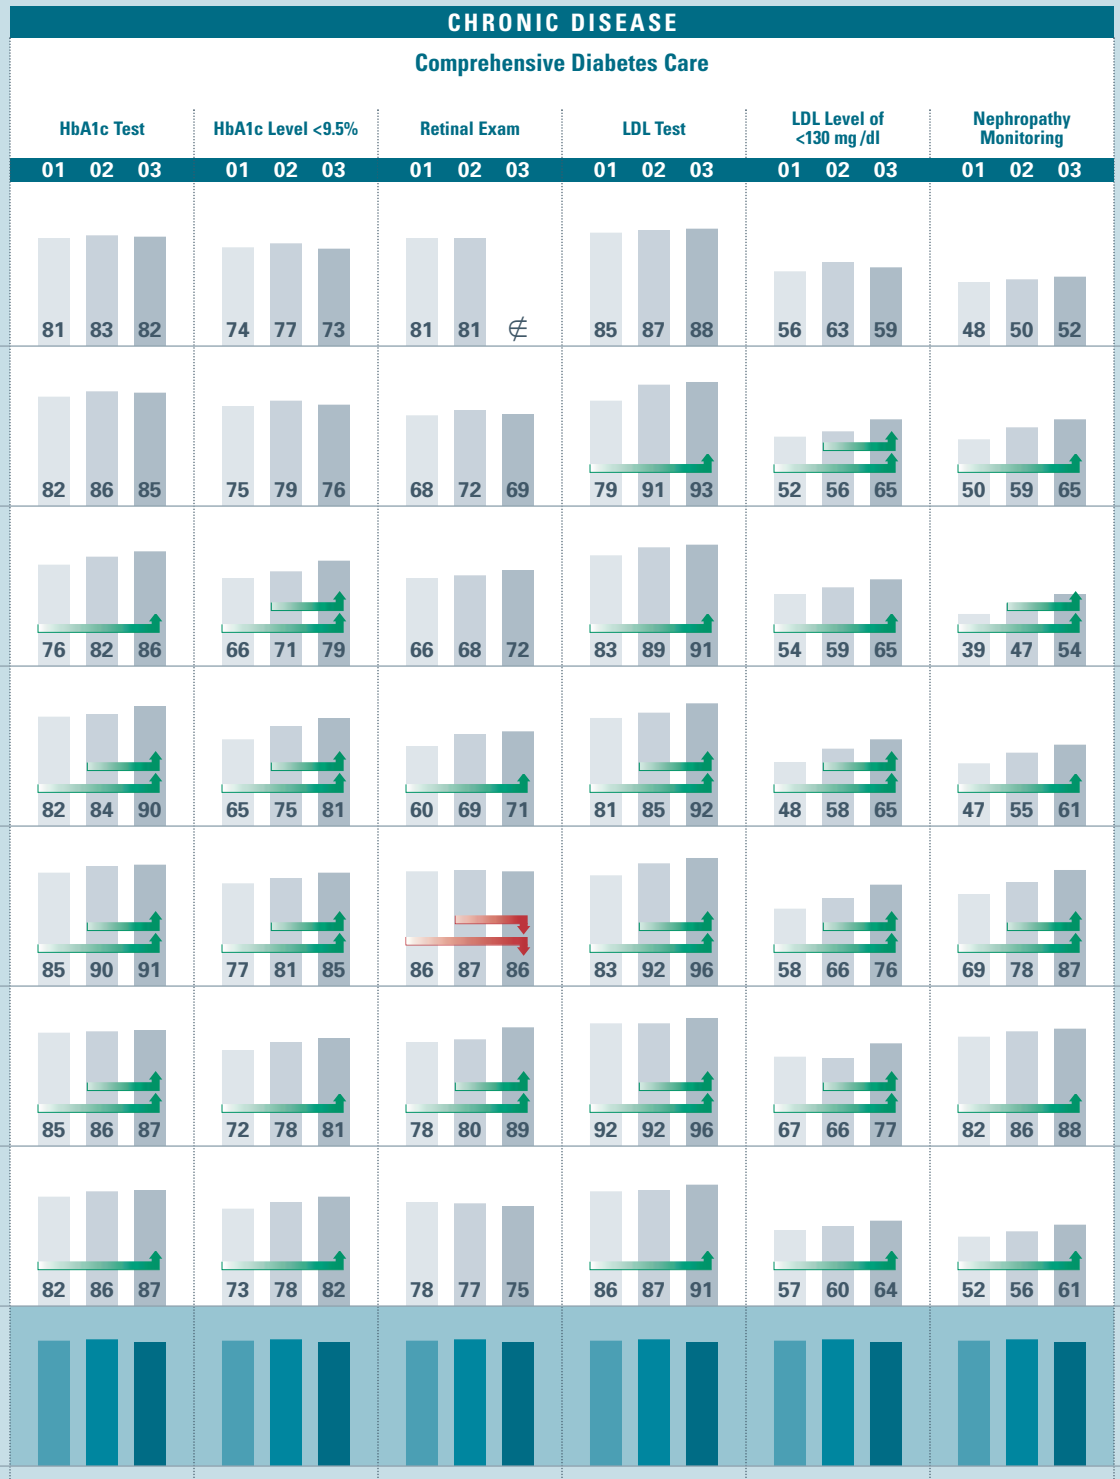 CHRONIC DISEASE
Comprehensive Diabetes Care
HbA1c Test HbA1c Level <9.5% Retinal Exam LDL Test LDL Level of <130 mg/dl Nephropathy Monitoring
01 02 03 01 02 03 01 02 03 01 02 03 01 02 03 01 02 03
81 83 82 74 77 73 81 81 ∉ 85 87 88 56 63 59 48 50 52
82 86 85 75 79 76 68 72 69 79 91 93 52 56 65 50 59 65
76 82 86 66 71 79 66 68 72 83 89 91 54 59 65 39 47 54
82 84 90 65 75 81 60 69 71 81 85 92 48 58 65 47 55 61
85 90 91 77 81 85 86 87 86 83 92 96 58 66 76 69 78 87
85 86 87 72 78 81 78 80 89 92 92 96 67 66 77 82 86 88
82 86 87 73 78 82 78 77 75 86 87 91 57 60 64 52 56 61